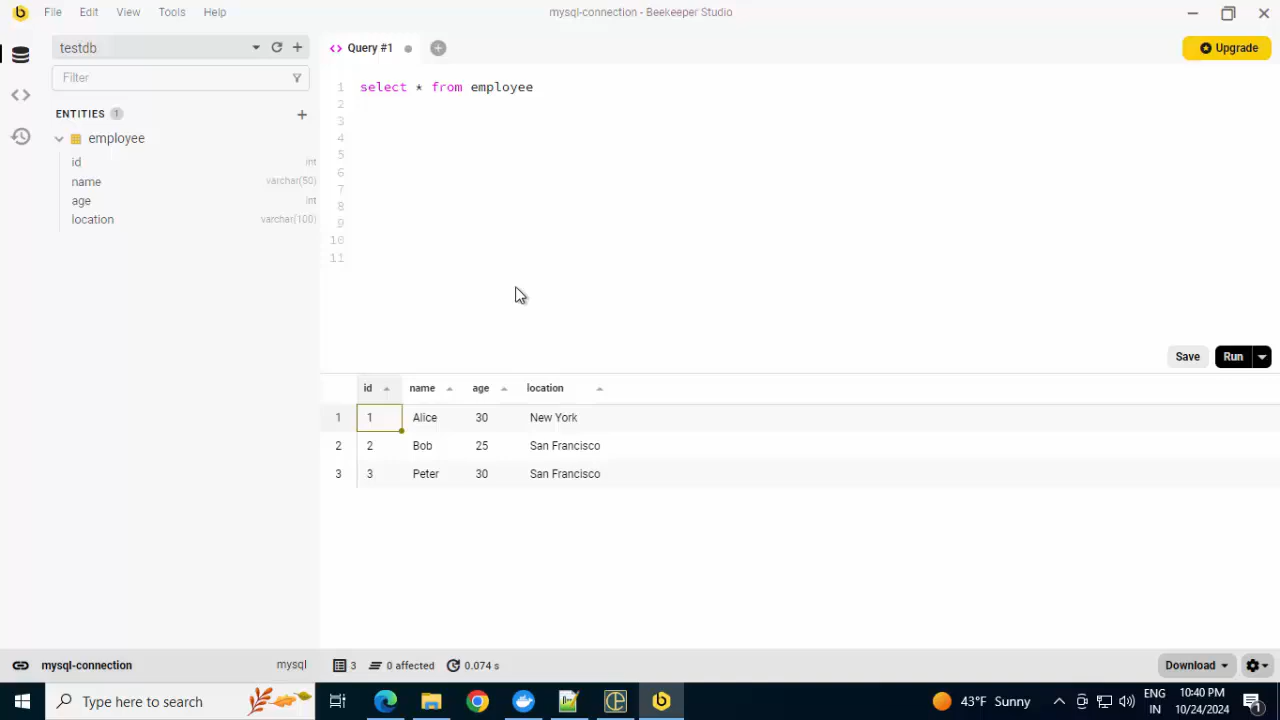 File Edit View Tools Help
mysql-connection - Beekeeper Studio
testdb
Query #1
Upgrade
Filter
ENTITIES 1
employee
id int
name varchar(50)
age int
location varchar(100)
1 select * from employee
2
3
4
5
6
7
8
9
10
11
Save Run
id name age location
1 1 Alice 30 New York
2 2 Bob 25 San Francisco
3 3 Peter 30 San Francisco
mysql-connection mysql
3 0 affected 0.074 s
Download
Type here to search
43°F Sunny
ENG
IN
10:40 PM
10/24/2024
1